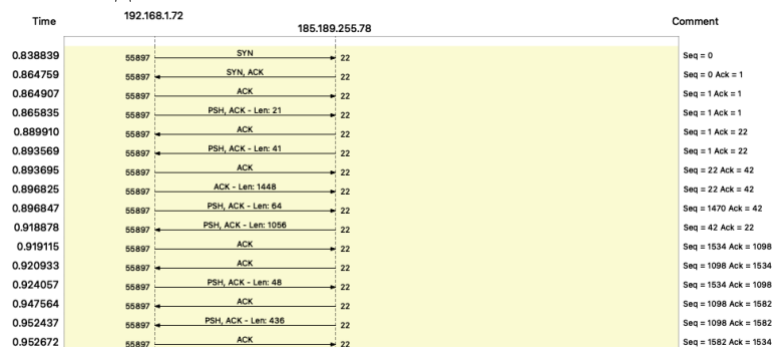 192.168.1.72
Time 185.189.255.78 Comment
0.838839 55897 SYN 22 Seq = 0
0.864759 55897 SYN, ACK 22 Seq = 0 Ack = 1
0.864907 55897 ACK 22 Seq = 1 Ack = 1
0.865835 55897 PSH, ACK - Len: 21 22 Seq = 1 Ack = 1
0.889910 55897 ACK 22 Seq = 1 Ack = 22
0.893569 55897 PSH, ACK - Len: 41 22 Seq = 1 Ack = 22
0.893695 55897 ACK 22 Seq = 22 Ack = 42
0.896825 55897 ACK - Len: 1448 22 Seq = 22 Ack = 42
0.896847 55897 PSH, ACK - Len: 64 22 Seq = 1470 Ack = 42
0.918878 55897 PSH, ACK - Len: 1056 22 Seq = 42 Ack = 22
0.919115 55897 ACK 22 Seq = 1534 Ack = 1098
0.920933 55897 ACK 22 Seq = 1098 Ack = 1534
0.924057 55897 PSH, ACK - Len: 48 22 Seq = 1534 Ack = 1098
0.947564 55897 ACK 22 Seq = 1098 Ack = 1582
0.952437 55897 PSH, ACK - Len: 436 22 Seq = 1098 Ack = 1582
0.952672 55897 ACK 22 Seq = 1582 Ack = 1534